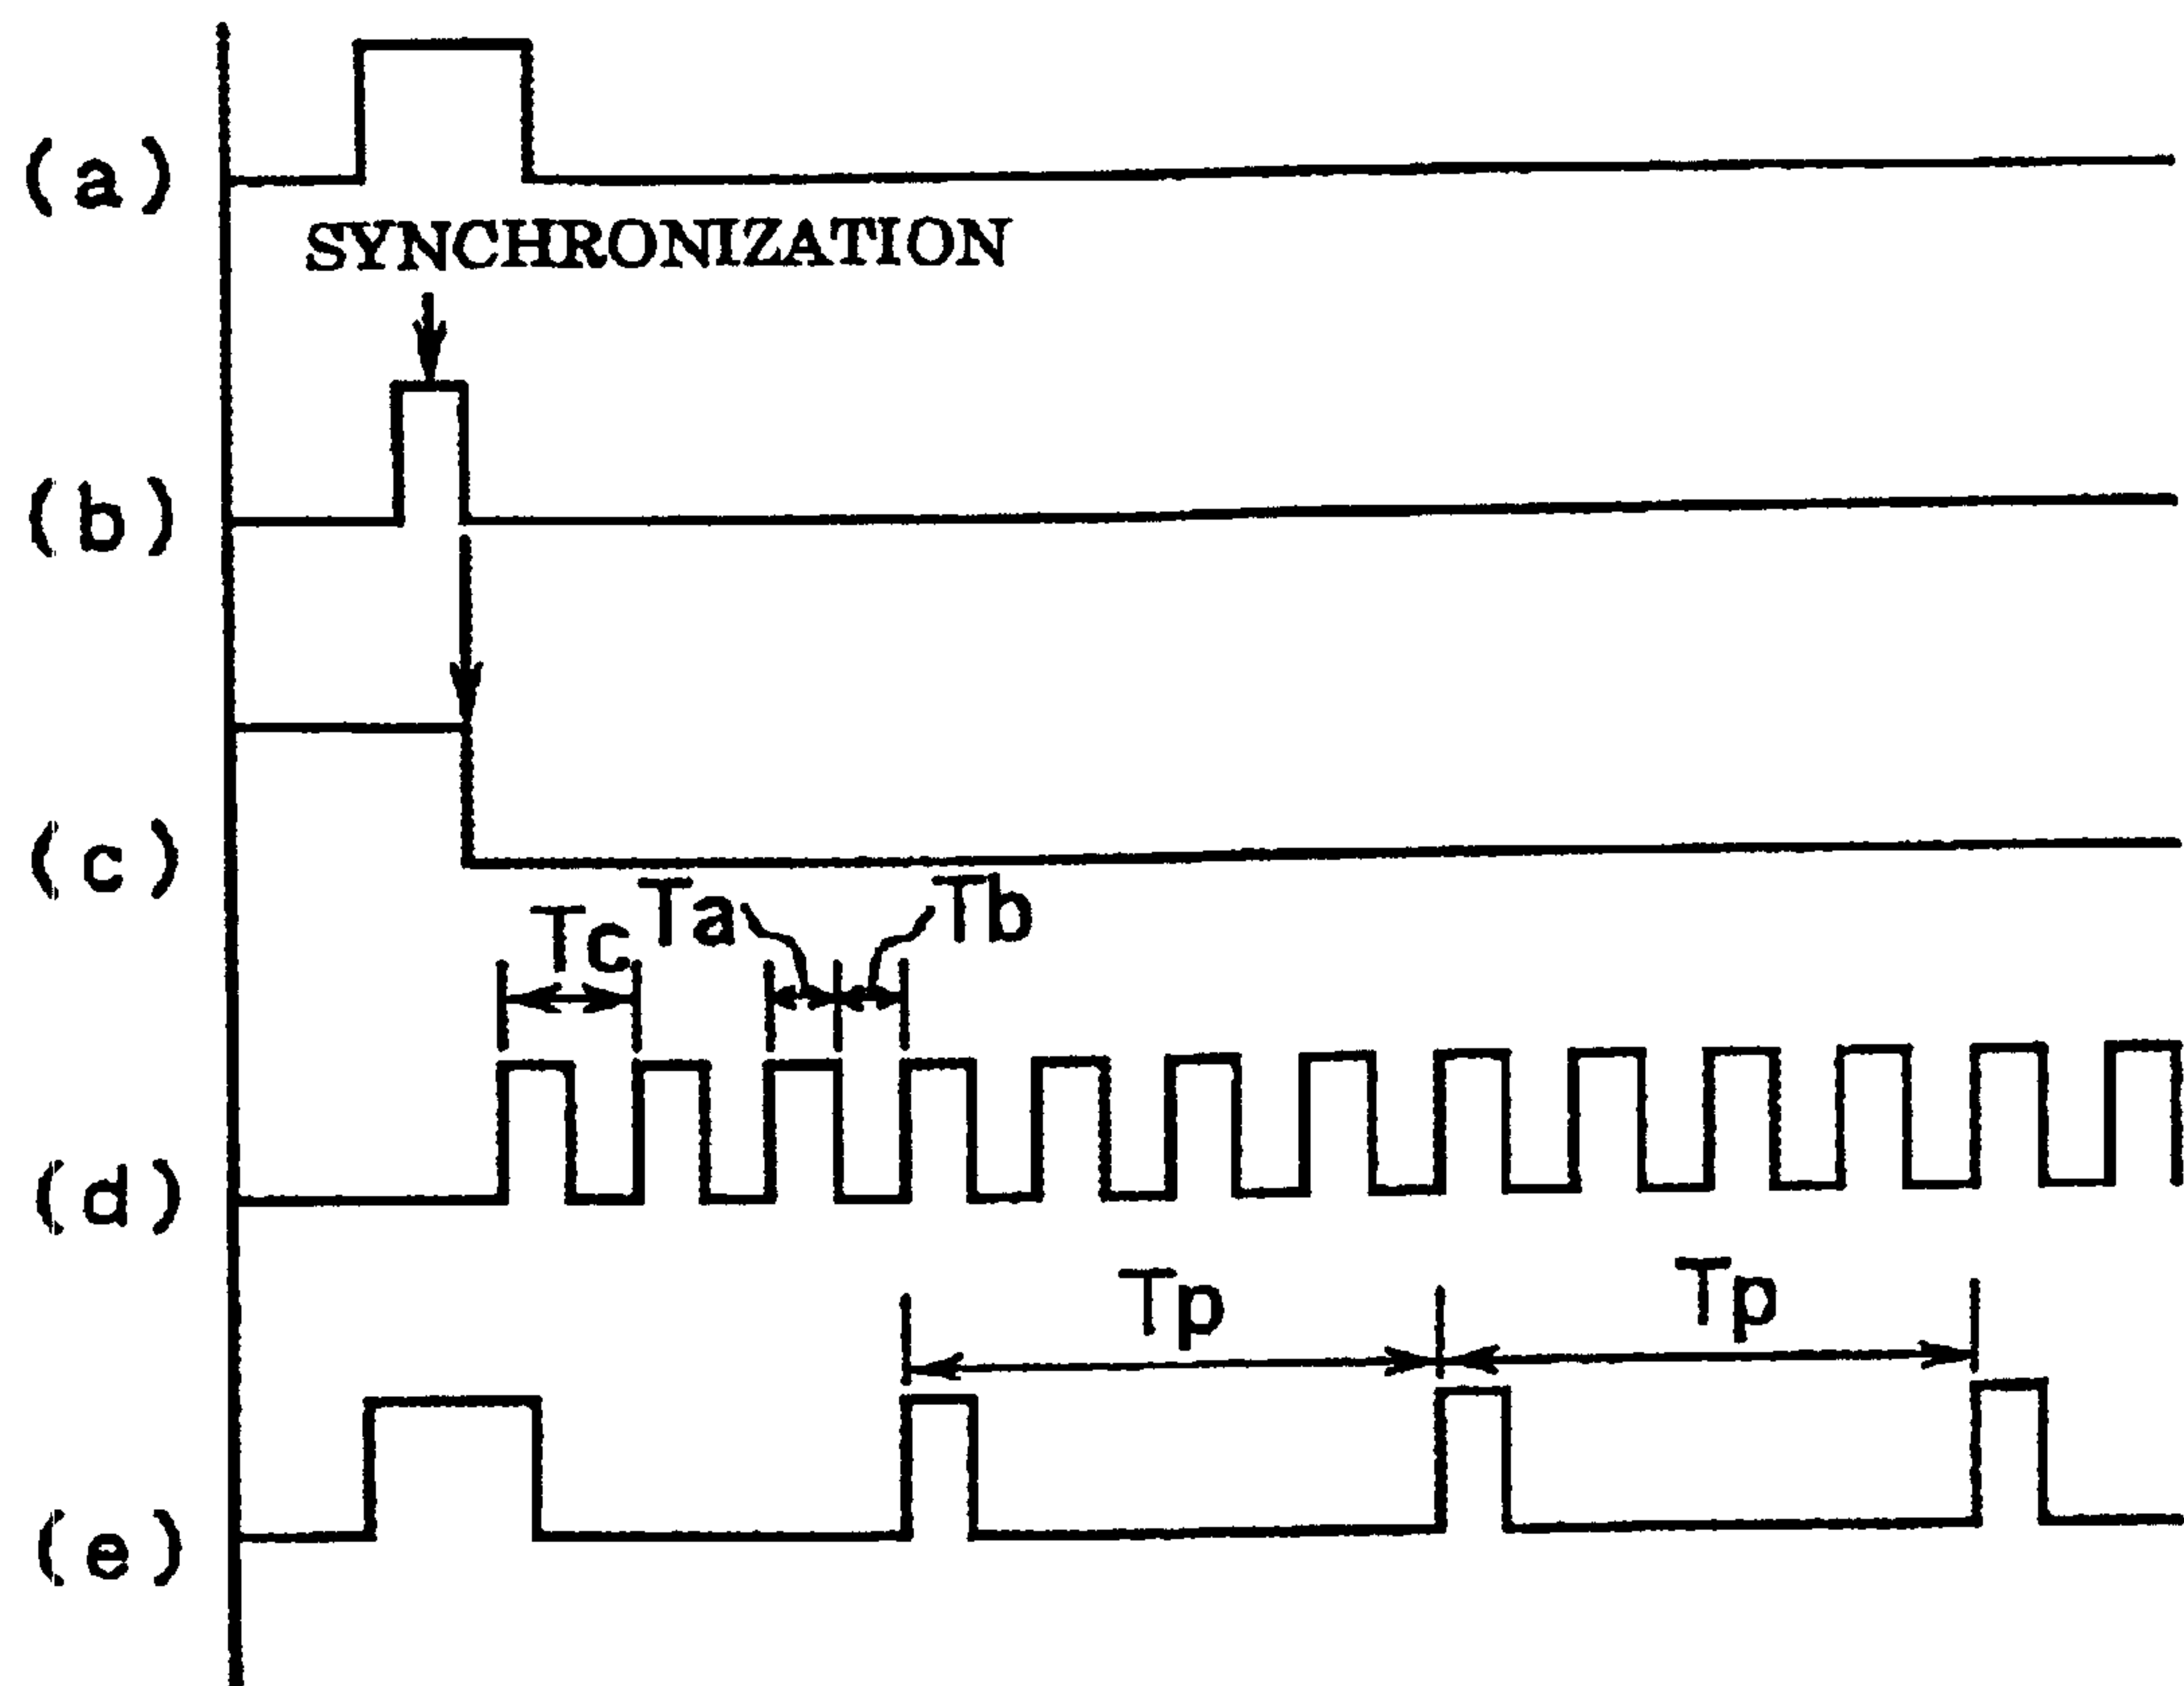 (a)
SYNCHRONIZATION
(b)
(c)
Tc Ta Tb
(d)
Tp Tp
(e)